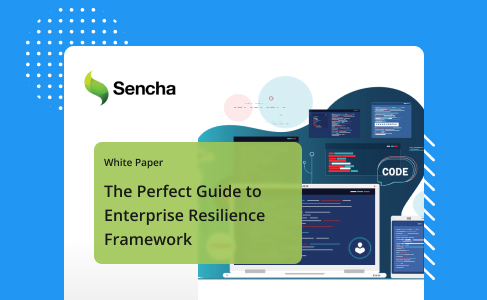 Sencha
White Paper
The Perfect Guide to
Enterprise Resilience
Framework
CODE